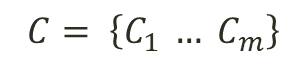 C = {C₁ ... Cₘ}